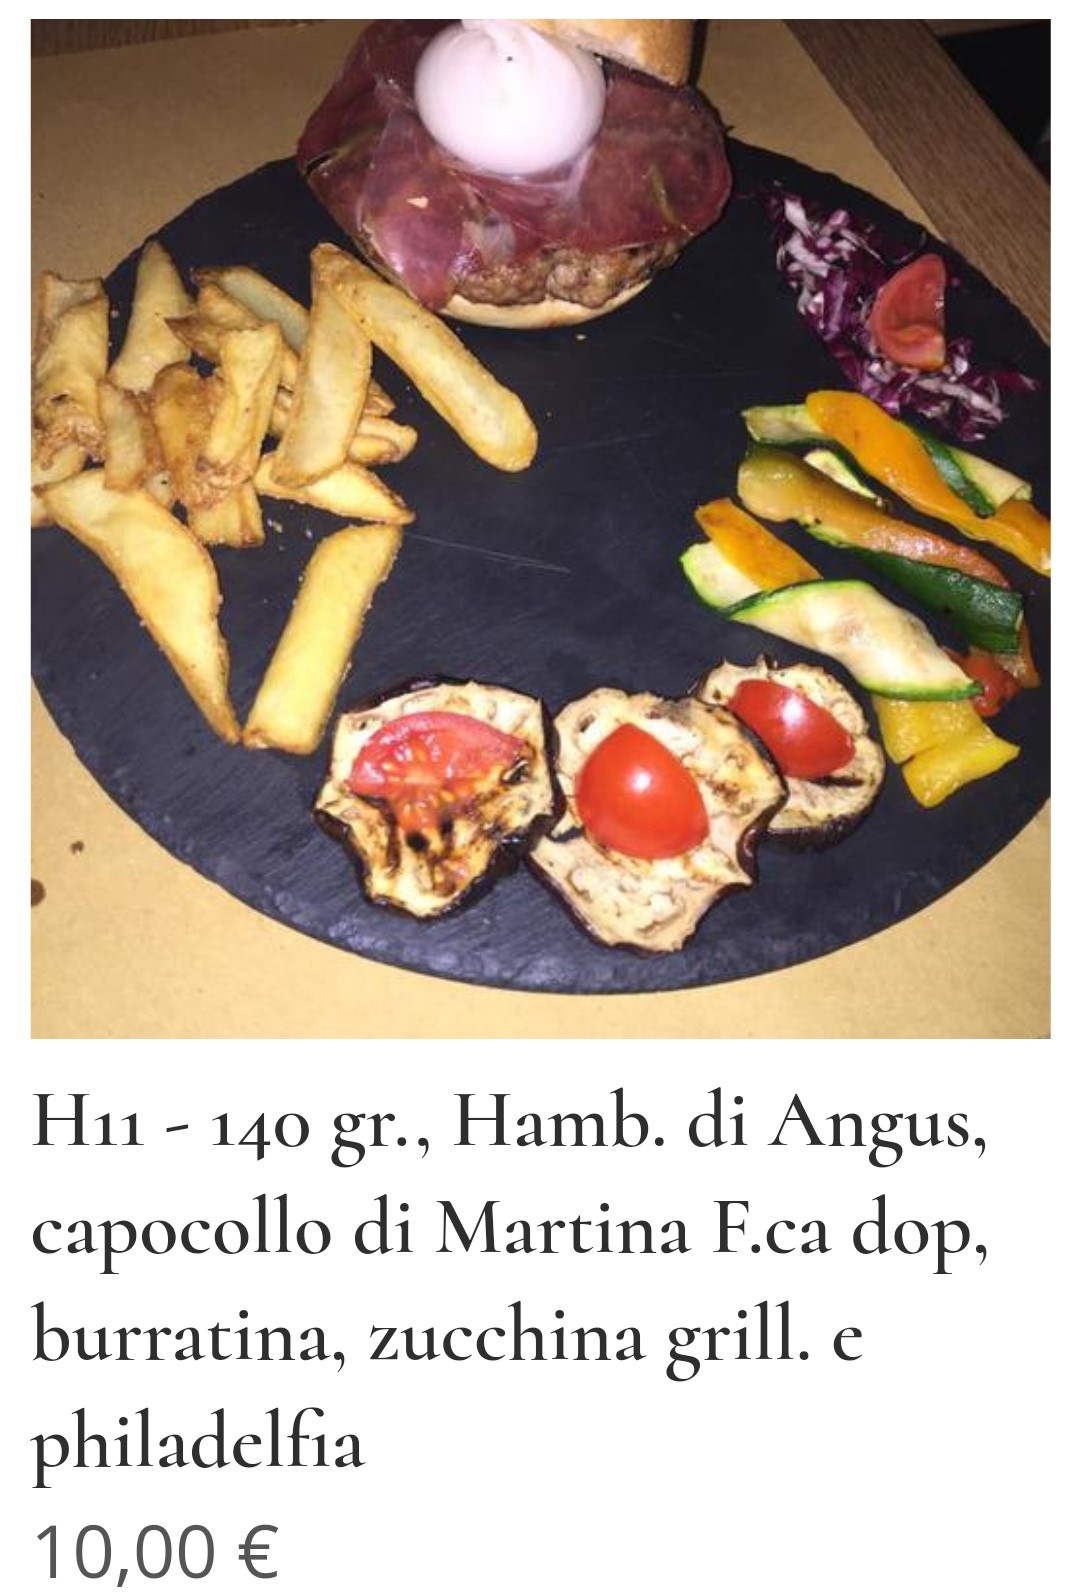 H11 - 140 gr., Hamb. di Angus,
capocollo di Martina F.ca dop,
burratina, zucchina grill. e
philadelfia
10,00 €